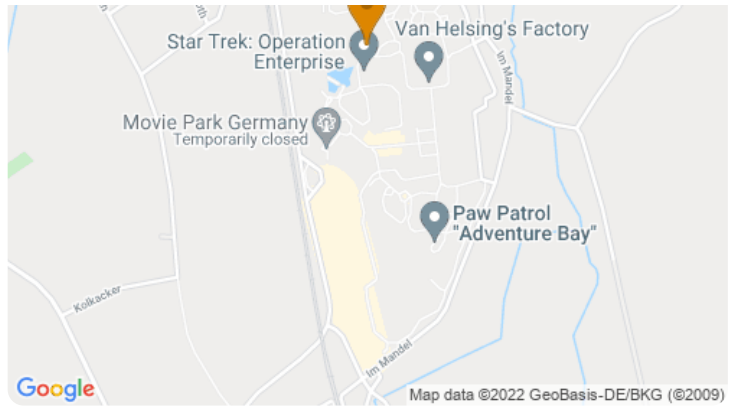 Star Trek: Operation
Enterprise
Van Helsing's Factory
Im Mandel
Movie Park Germany
Temporarily closed
Paw Patrol
"Adventure Bay"
Kolkacker
Im Mandel
Google
Map data ©2022 GeoBasis-DE/BKG (©2009)